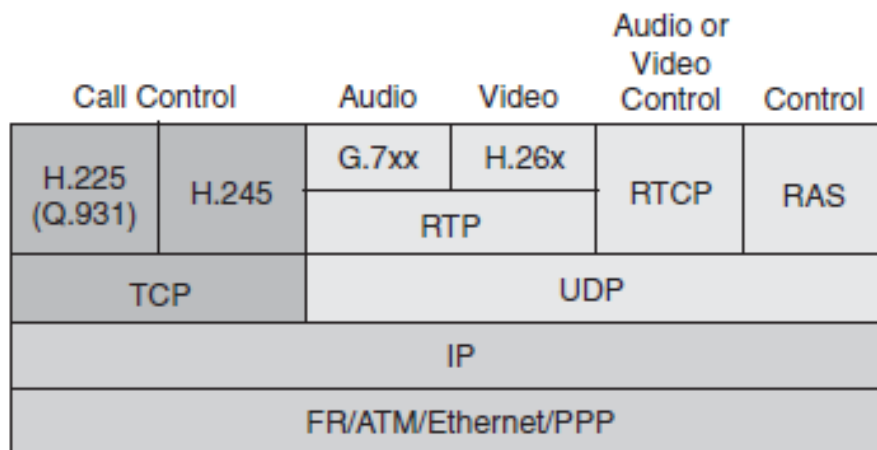 Call Control
Audio
Video
Audio or
Video
Control
Control
H.225
(Q.931)
H.245
G.7xx
H.26x
RTP
RTCP
RAS
TCP
UDP
IP
FR/ATM/Ethernet/PPP